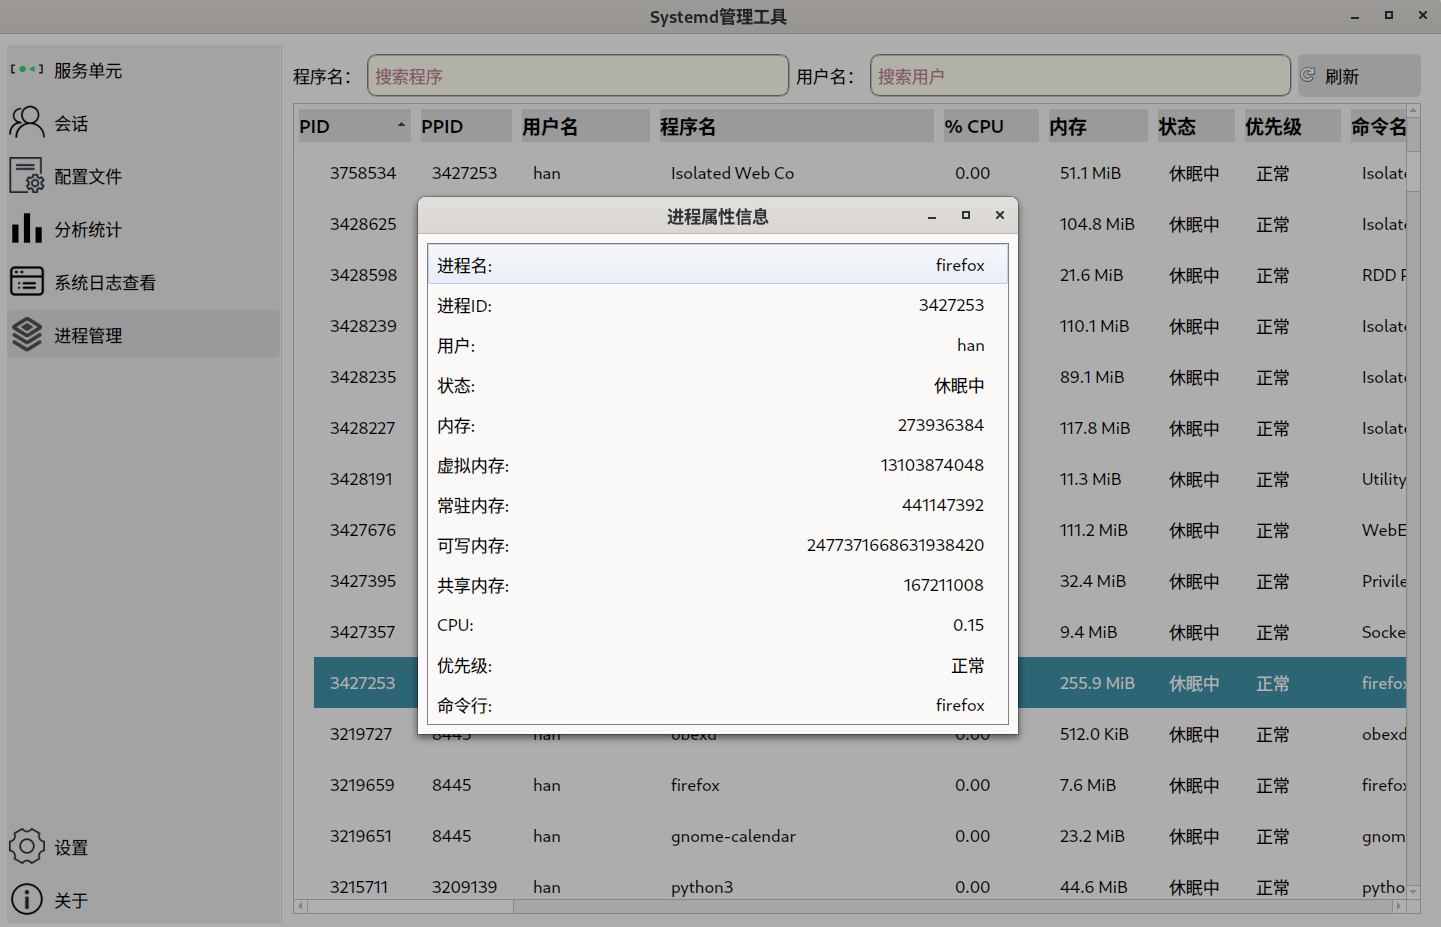 Systemd管理工具
服务单元
会话
配置文件
分析统计
系统日志查看
进程管理
设置
关于
程序名： 搜索程序 用户名： 搜索用户 刷新
PID PPID 用户名 程序名 % CPU 内存 状态 优先级 命令名
3758534 3427253 han Isolated Web Co 0.00 51.1 MiB 休眠中 正常 Isolat
3428625 104.8 MiB 休眠中 正常 Isolat
3428598 21.6 MiB 休眠中 正常 RDD P
3428239 110.1 MiB 休眠中 正常 Isolat
3428235 89.1 MiB 休眠中 正常 Isolat
3428227 117.8 MiB 休眠中 正常 Isolat
3428191 11.3 MiB 休眠中 正常 Utility
3427676 111.2 MiB 休眠中 正常 WebE
3427395 32.4 MiB 休眠中 正常 Privile
3427357 9.4 MiB 休眠中 正常 Socke
3427253 255.9 MiB 休眠中 正常 firefox
3219727 8445 han obexd 0.00 512.0 KiB 休眠中 正常 obexd
3219659 8445 han firefox 0.00 7.6 MiB 休眠中 正常 firefox
3219651 8445 han gnome-calendar 0.00 23.2 MiB 休眠中 正常 gnom
3215711 3209139 han python3 0.00 44.6 MiB 休眠中 正常 pytho
进程属性信息
进程名: firefox
进程ID: 3427253
用户: han
状态: 休眠中
内存: 273936384
虚拟内存: 13103874048
常驻内存: 441147392
可写内存: 2477371668631938420
共享内存: 167211008
CPU: 0.15
优先级: 正常
命令行: firefox